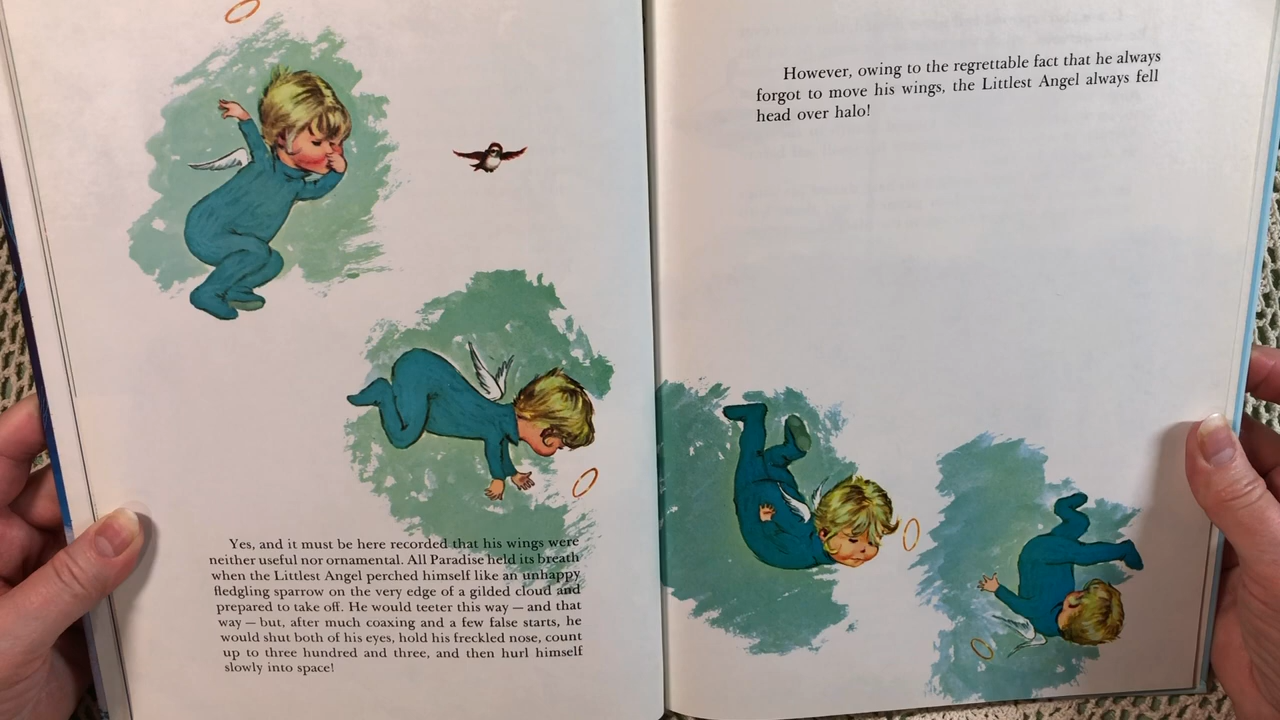 Yes, and it must be here recorded that his wings were
neither useful nor ornamental. All Paradise held its breath
when the Littlest Angel perched himself like an unhappy
fledgling sparrow on the very edge of a gilded cloud and
prepared to take off. He would teeter this way — and that
way — but, after much coaxing and a few false starts, he
would shut both of his eyes, hold his freckled nose, count
up to three hundred and three, and then hurl himself
slowly into space!
However, owing to the regrettable fact that he always
forgot to move his wings, the Littlest Angel always fell
head over halo!